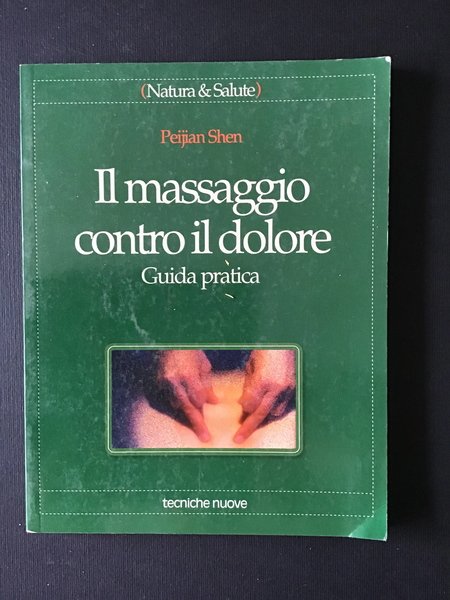 (Natura & Salute)
Peijian Shen
Il massaggio
contro il dolore
Guida pratica
tecniche nuove